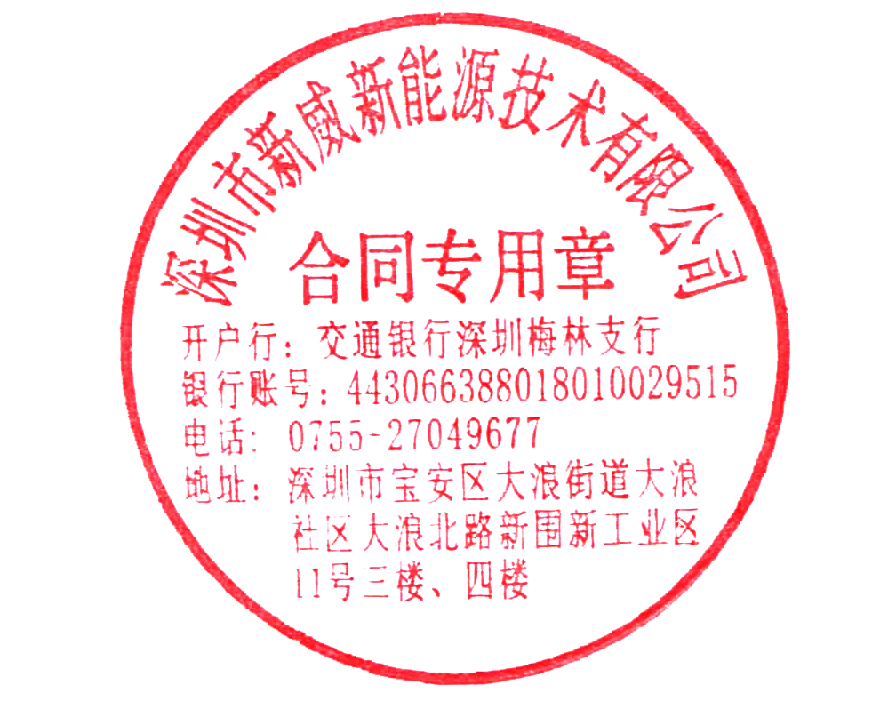 深圳市新威新能源技术有限公司
合同专用章
开户行：交通银行深圳梅林支行
银行账号：443066388018010029515
电话：0755-27049677
地址：深圳市宝安区大浪街道大浪
社区大浪北路新围新工业区
11号三楼、四楼